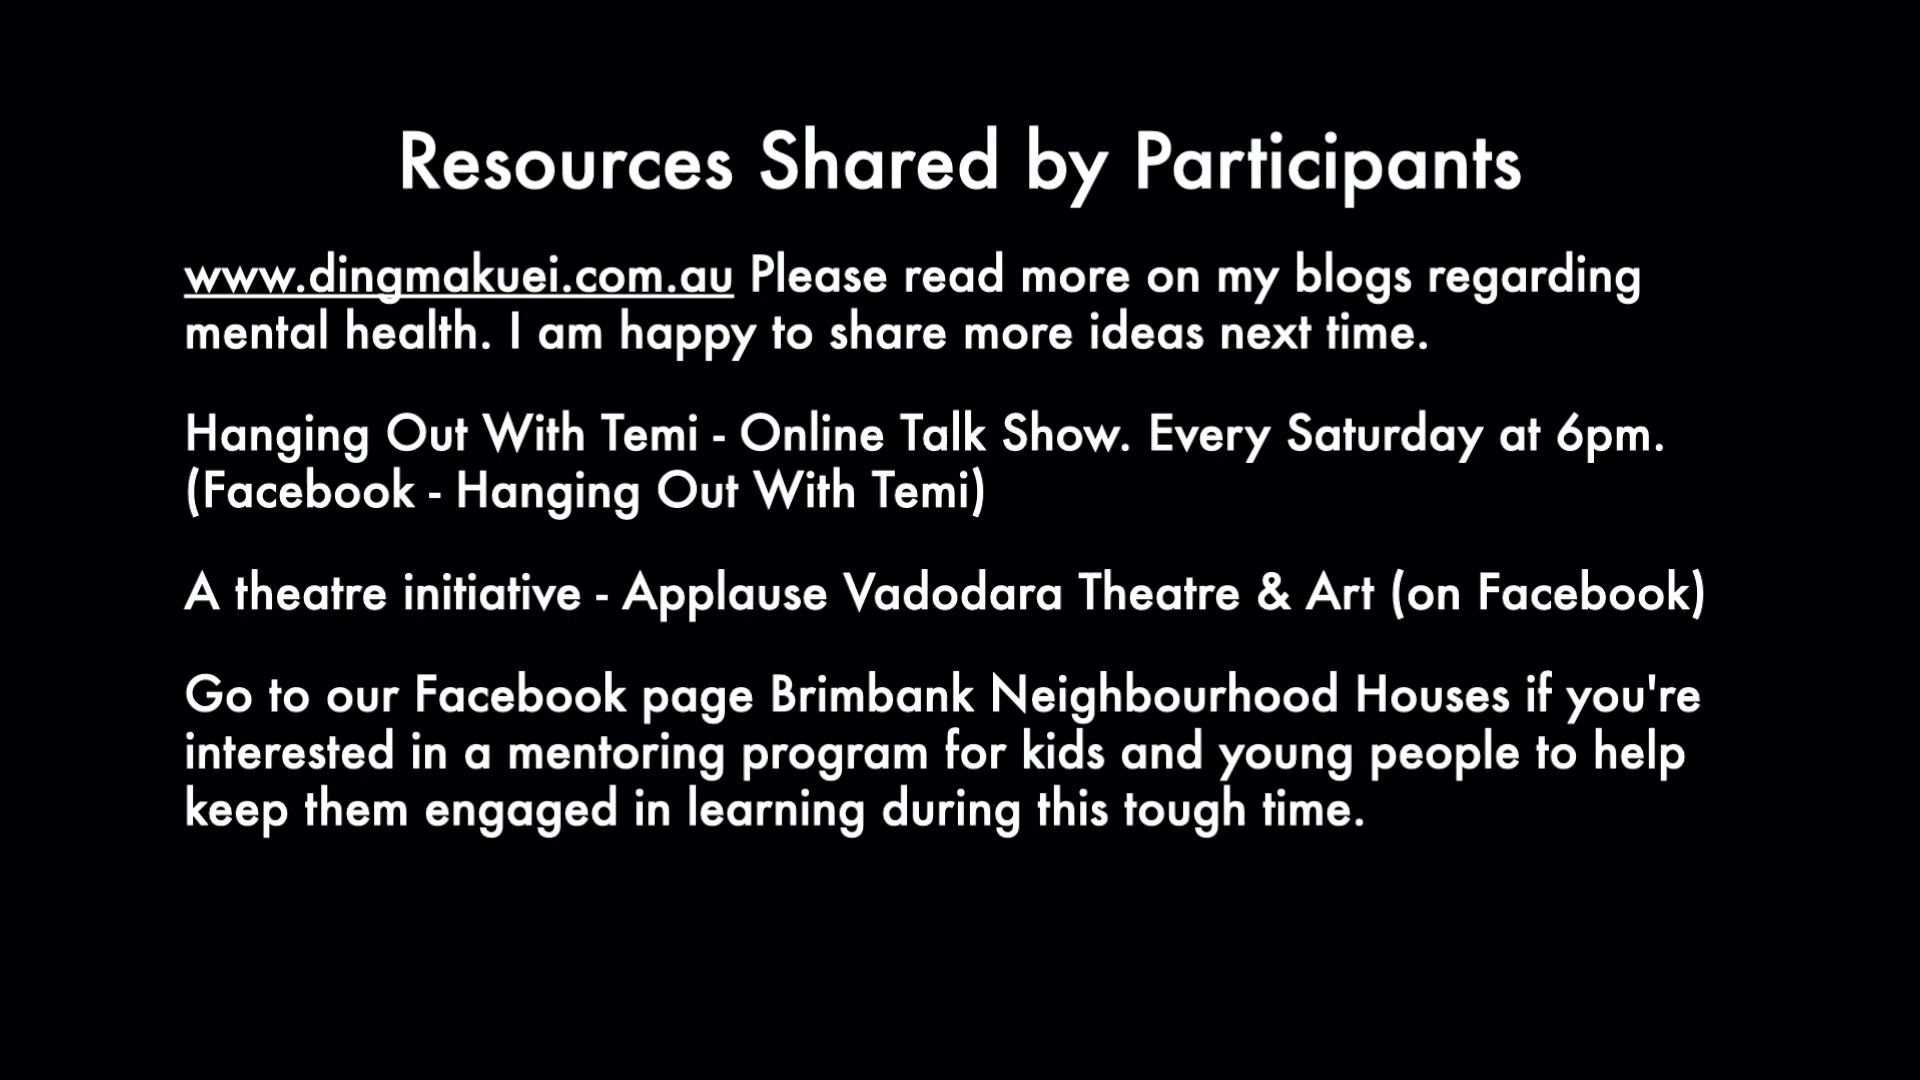 Resources Shared by Participants
www.dingmakuei.com.au Please read more on my blogs regarding
mental health. I am happy to share more ideas next time.
Hanging Out With Temi - Online Talk Show. Every Saturday at 6pm.
(Facebook - Hanging Out With Temi)
A theatre initiative - Applause Vadodara Theatre & Art (on Facebook)
Go to our Facebook page Brimbank Neighbourhood Houses if you're
interested in a mentoring program for kids and young people to help
keep them engaged in learning during this tough time.